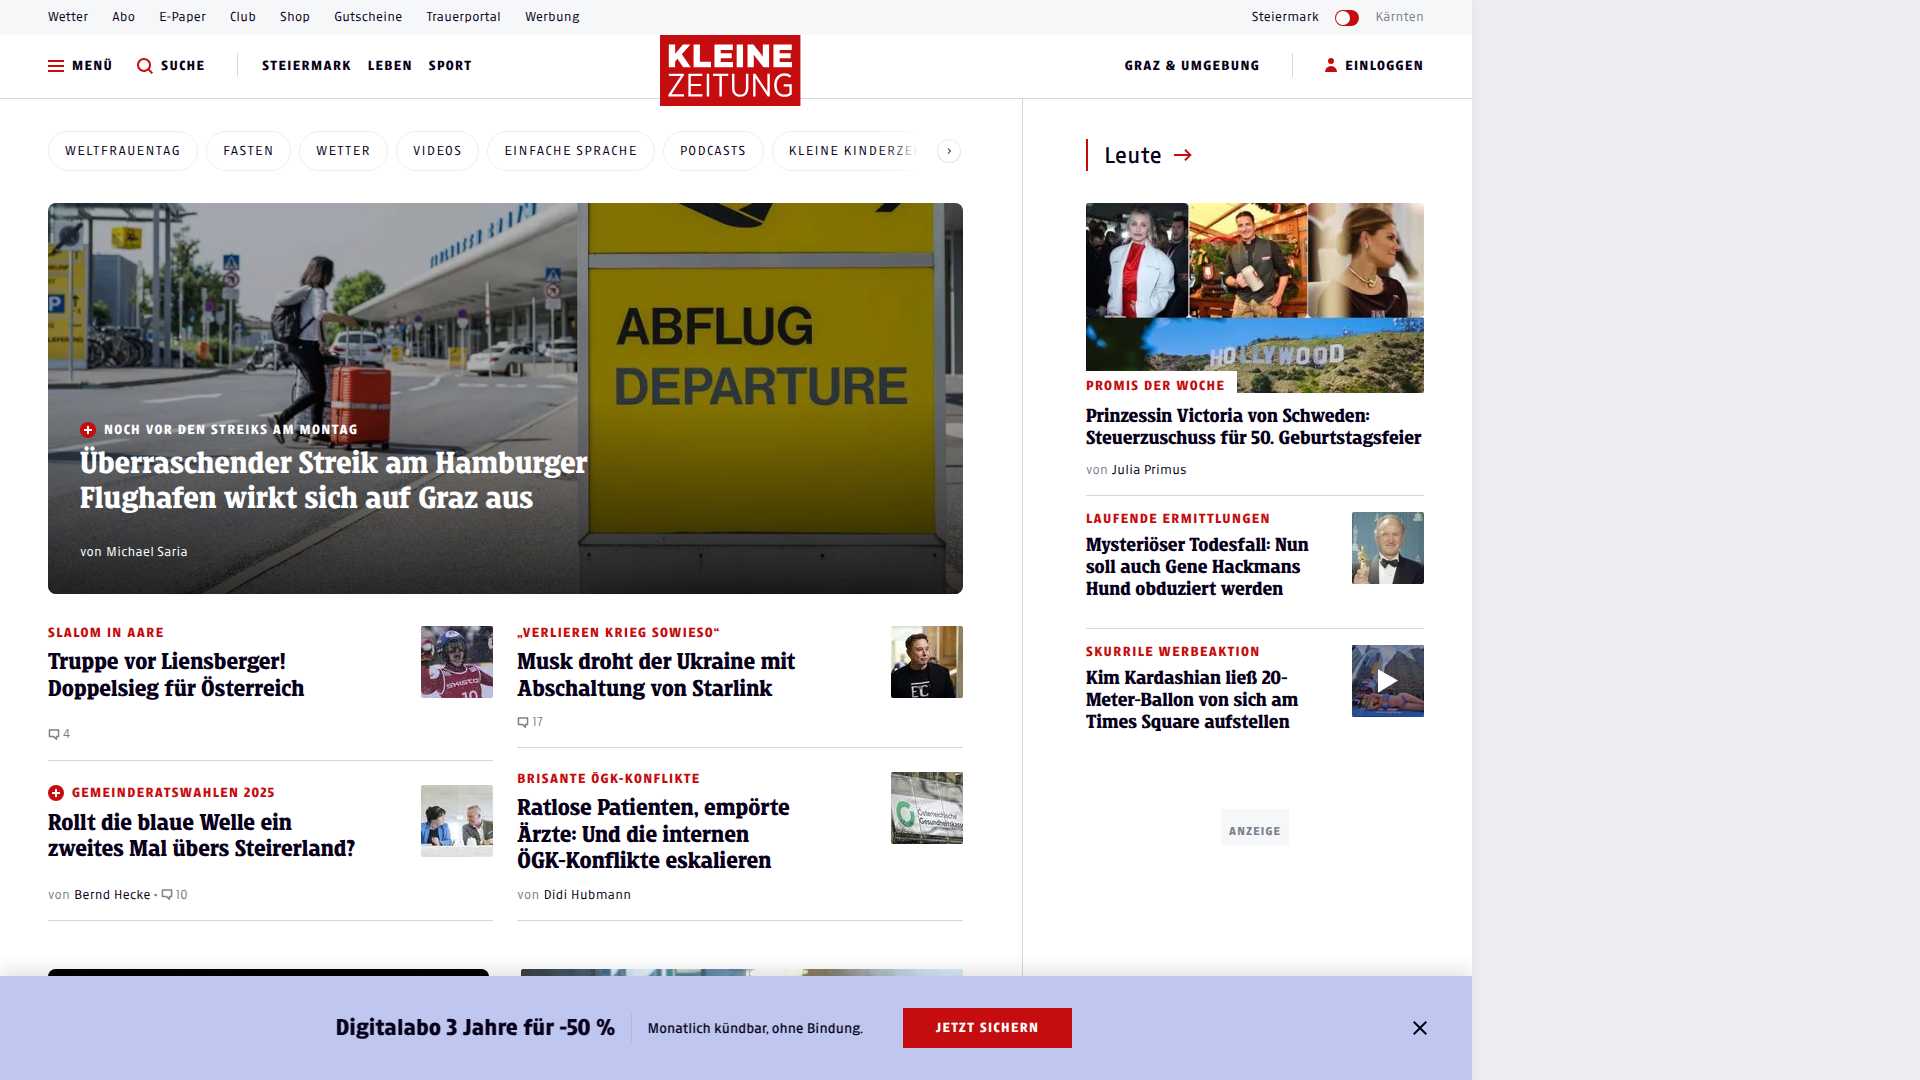 Wetter Abo E-Paper Club Shop Gutscheine Trauerportal Werbung Steiermark Kärnten
MENÜ SUCHE STEIERMARK LEBEN SPORT KLEINE ZEITUNG GRAZ & UMGEBUNG EINLOGGEN
WELTFRAUENTAG FASTEN WETTER VIDEOS EINFACHE SPRACHE PODCASTS KLEINE
ABFLUG
DEPARTURE
NOCH VOR DEN STREIKS AM MONTAG
Überraschender Streik am Hamburger
Flughafen wirkt sich auf Graz aus
von Michael Saria
SLALOM IN AARE
Truppe vor Liensberger!
Doppelsieg für Österreich
4
GEMEINDERATSWAHLEN 2025
Rollt die blaue Welle ein
zweites Mal übers Steirerland?
von Bernd Hecke · 10
„VERLIEREN KRIEG SOWIESO“
Musk droht der Ukraine mit
Abschaltung von Starlink
17
BRISANTE ÖGK-KONFLIKTE
Ratlose Patienten, empörte
Ärzte: Und die internen
ÖGK-Konflikte eskalieren
von Didi Hubmann
Leute
HOLLYWOOD
PROMIS DER WOCHE
Prinzessin Victoria von Schweden:
Steuerzuschuss für 50. Geburtstagsfeier
von Julia Primus
LAUFENDE ERMITTLUNGEN
Mysteriöser Todesfall: Nun
soll auch Gene Hackmans
Hund obduziert werden
SKURRILE WERBEAKTION
Kim Kardashian ließ 20-
Meter-Ballon von sich am
Times Square aufstellen
ANZEIGE
Digitalabo 3 Jahre für -50 % Monatlich kündbar, ohne Bindung. JETZT SICHERN